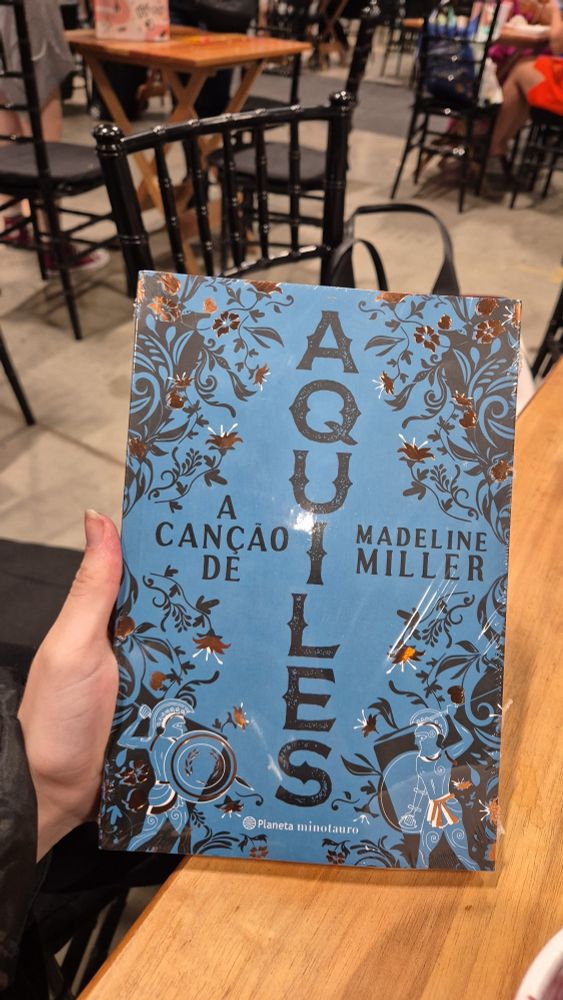 A
CANÇÃO
DE
AQUILES
MADELINE
MILLER
Planeta minotauro